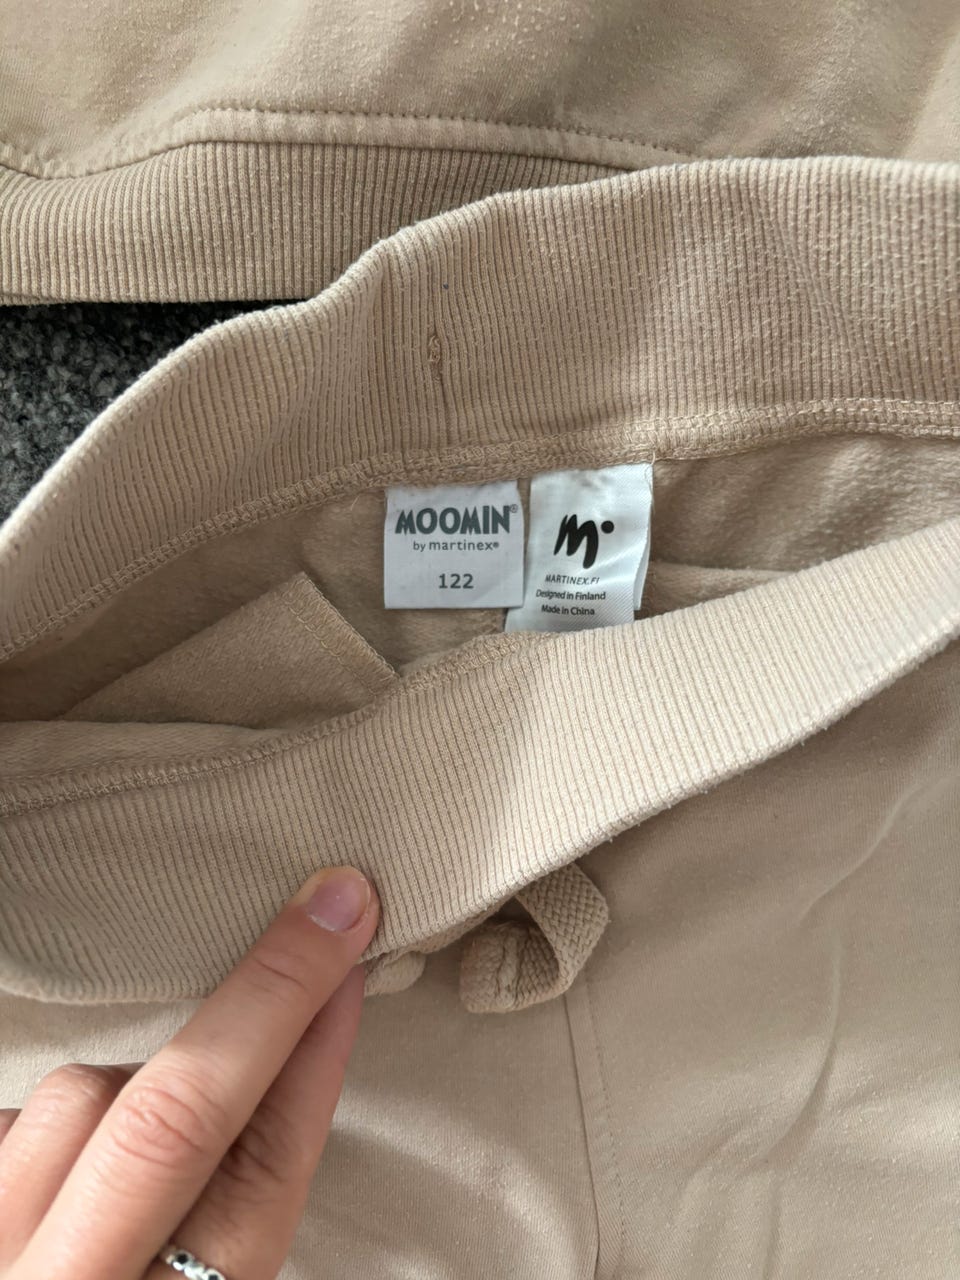 MOOMIN®
by martinex®
122
M
MARTINEX.FI
Designed in Finland
Made in China